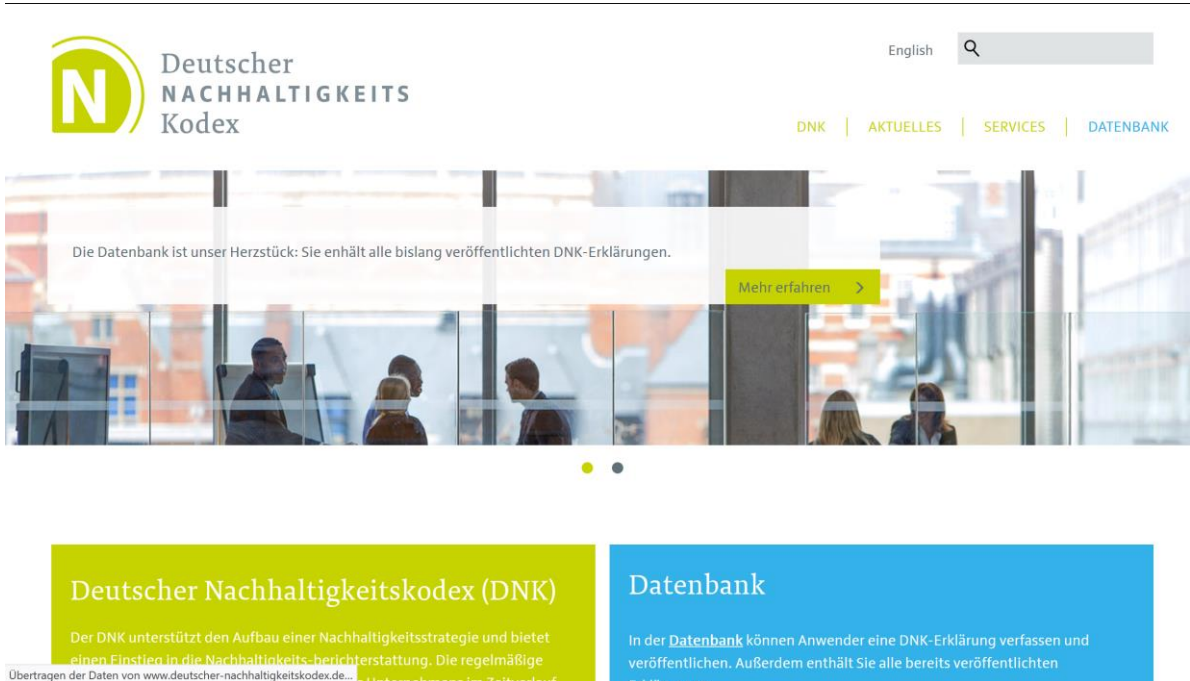 Deutscher
NACHHALTIGKEITS
Kodex
N
English
DNK | AKTUELLES | SERVICES | DATENBANK
Die Datenbank ist unser Herzstück: Sie enhält alle bislang veröffentlichten DNK-Erklärungen.
Mehr erfahren >
Deutscher Nachhaltigkeitskodex (DNK)
Der DNK unterstützt den Aufbau einer Nachhaltigkeitsstrategie und bietet
einen Einstieg in die Nachhaltigkeits-berichterstattung. Die regelmäßige
Übertragen der Daten von www.deutscher-nachhaltigkeitskodex.de...
Datenbank
In der Datenbank können Anwender eine DNK-Erklärung verfassen und
veröffentlichen. Außerdem enthält Sie alle bereits veröffentlichten